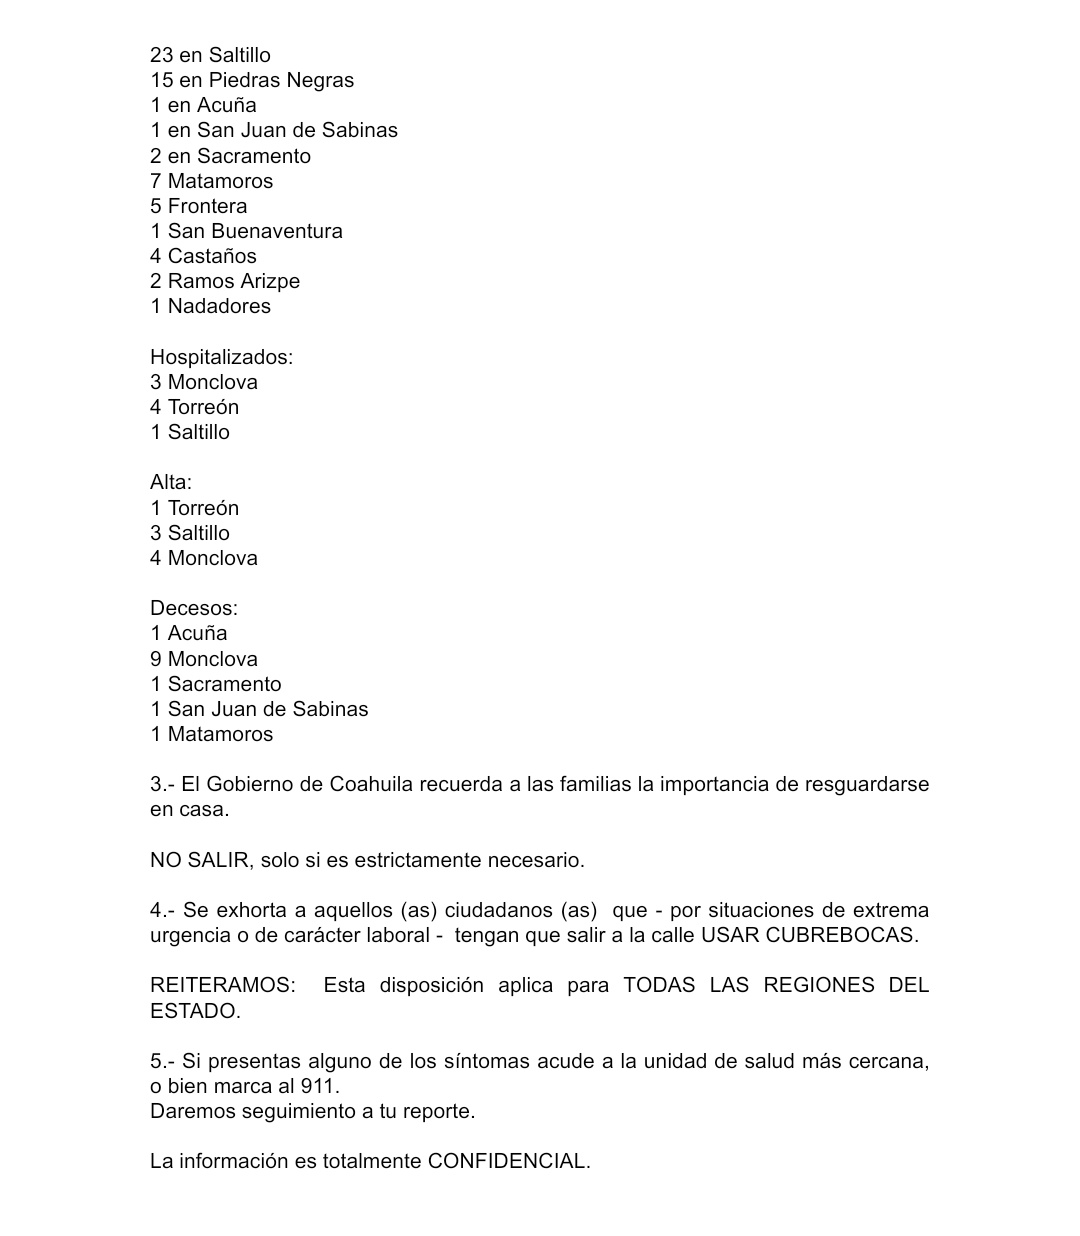 23 en Saltillo
15 en Piedras Negras
1 en Acuña
1 en San Juan de Sabinas
2 en Sacramento
7 Matamoros
5 Frontera
1 San Buenaventura
4 Castaños
2 Ramos Arizpe
1 Nadadores
Hospitalizados:
3 Monclova
4 Torreón
1 Saltillo
Alta:
1 Torreón
3 Saltillo
4 Monclova
Decesos:
1 Acuña
9 Monclova
1 Sacramento
1 San Juan de Sabinas
1 Matamoros
3.- El Gobierno de Coahuila recuerda a las familias la importancia de resguardarse
en casa.
NO SALIR, solo si es estrictamente necesario.
4.- Se exhorta a aquellos (as) ciudadanos (as)  que - por situaciones de extrema
urgencia o de carácter laboral -  tengan que salir a la calle USAR CUBREBOCAS.
REITERAMOS:  Esta disposición aplica para TODAS LAS REGIONES DEL
ESTADO.
5.- Si presentas alguno de los síntomas acude a la unidad de salud más cercana,
o bien marca al 911.
Daremos seguimiento a tu reporte.
La información es totalmente CONFIDENCIAL.